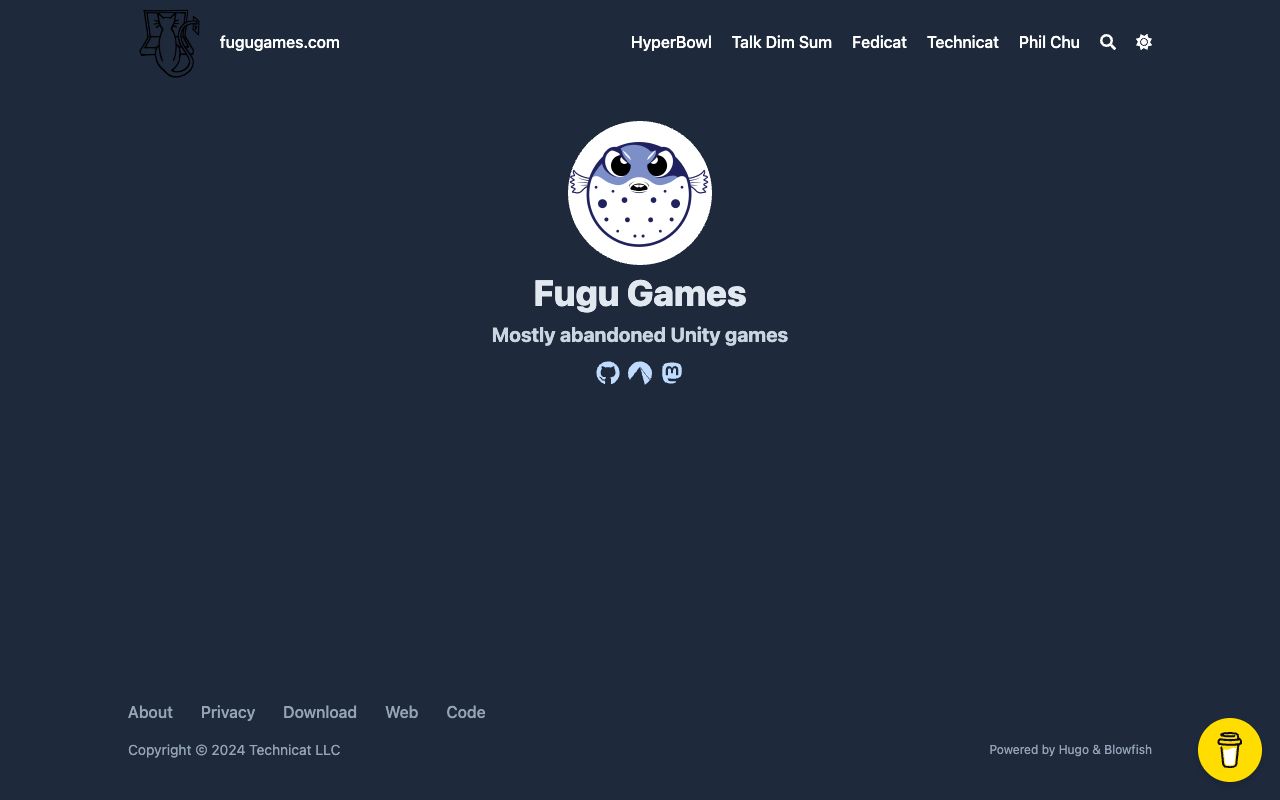 fugugames.com
HyperBowl Talk Dim Sum Fedicat Technicat Phil Chu
Fugu Games
Mostly abandoned Unity games
About Privacy Download Web Code
Copyright © 2024 Technicat LLC
Powered by Hugo & Blowfish